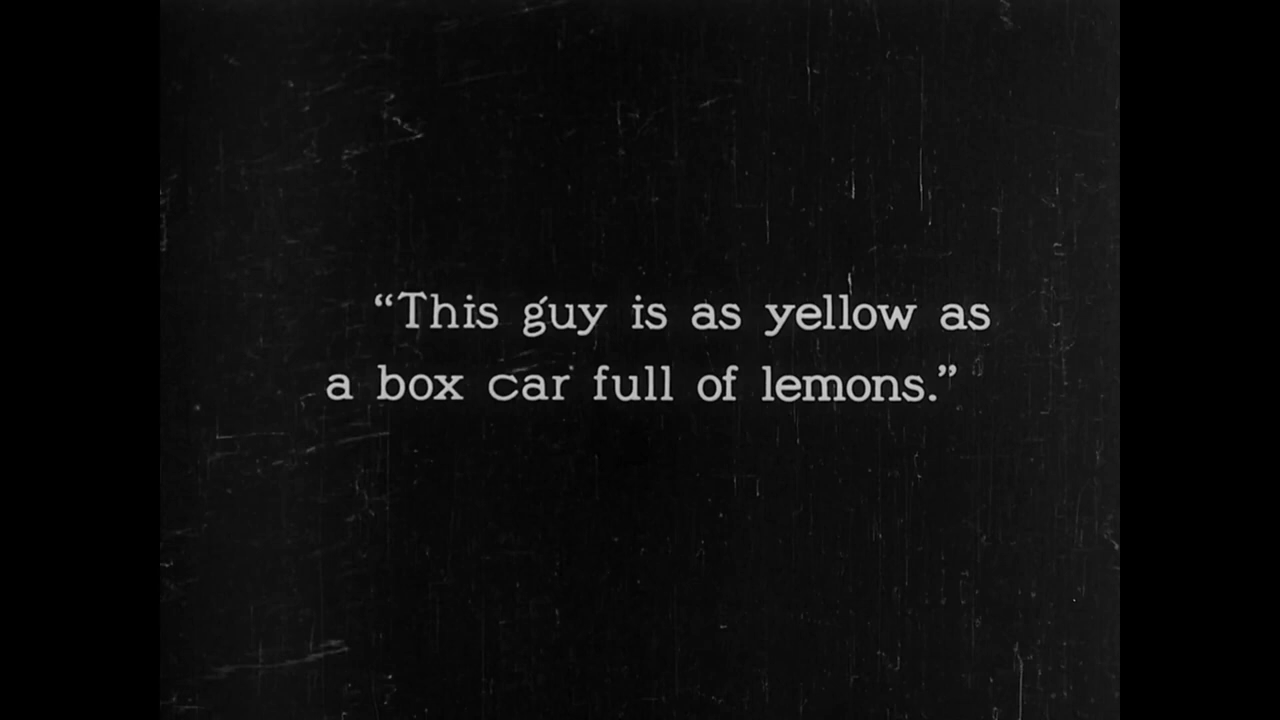 “This guy is as yellow as
a box car full of lemons.”